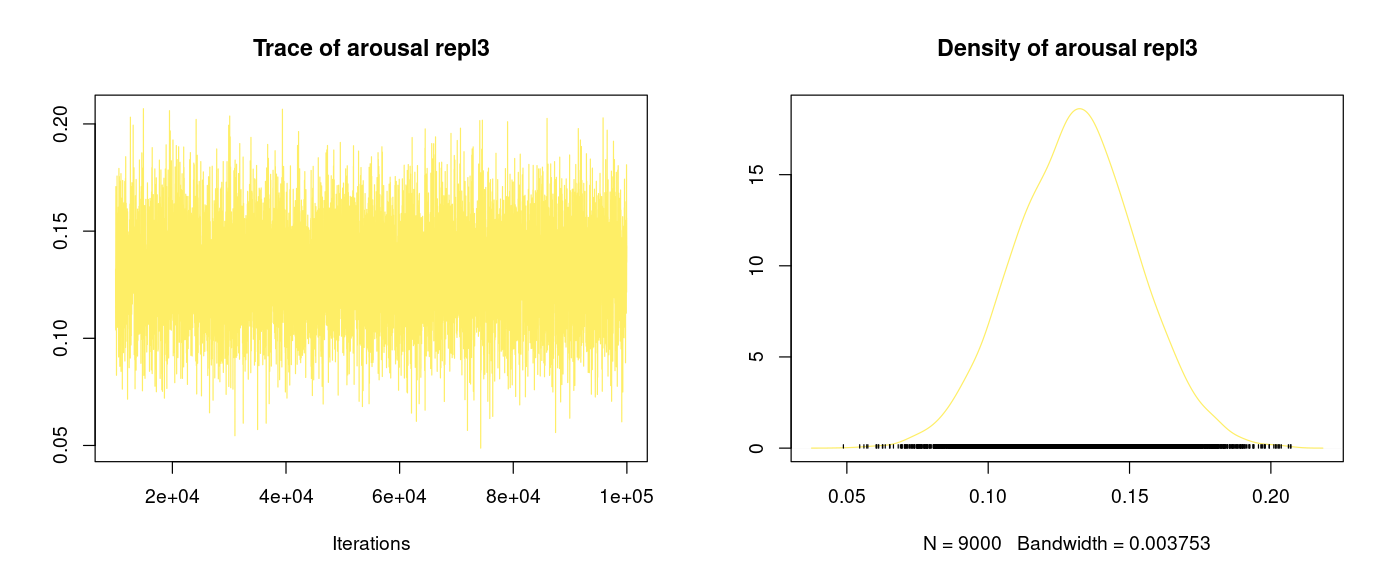 Trace of arousal repl3
0.20
0.15
0.10
0.05
2e+04 4e+04 6e+04 8e+04 1e+05
Iterations
Density of arousal repl3
15
10
5
0
0.05 0.10 0.15 0.20
N = 9000 Bandwidth = 0.003753